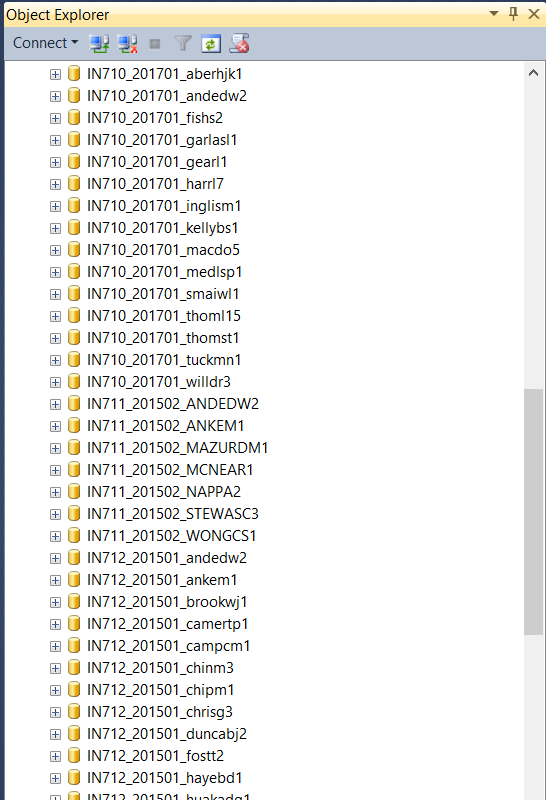 Object Explorer
Connect
IN710_201701_aberhjk1
IN710_201701_andedw2
IN710_201701_fishs2
IN710_201701_garlasl1
IN710_201701_gearl1
IN710_201701_harrl7
IN710_201701_inglism1
IN710_201701_kellybs1
IN710_201701_macdo5
IN710_201701_medlsp1
IN710_201701_smaiwl1
IN710_201701_thoml15
IN710_201701_thomst1
IN710_201701_tuckmn1
IN710_201701_willdr3
IN711_201502_ANDEDW2
IN711_201502_ANKEM1
IN711_201502_MAZURDM1
IN711_201502_MCNEAR1
IN711_201502_NAPPA2
IN711_201502_STEWASC3
IN711_201502_WONGCS1
IN712_201501_andedw2
IN712_201501_ankem1
IN712_201501_brookwj1
IN712_201501_camertp1
IN712_201501_campcm1
IN712_201501_chinm3
IN712_201501_chipm1
IN712_201501_chrisg3
IN712_201501_duncabj2
IN712_201501_fostt2
IN712_201501_hayebd1